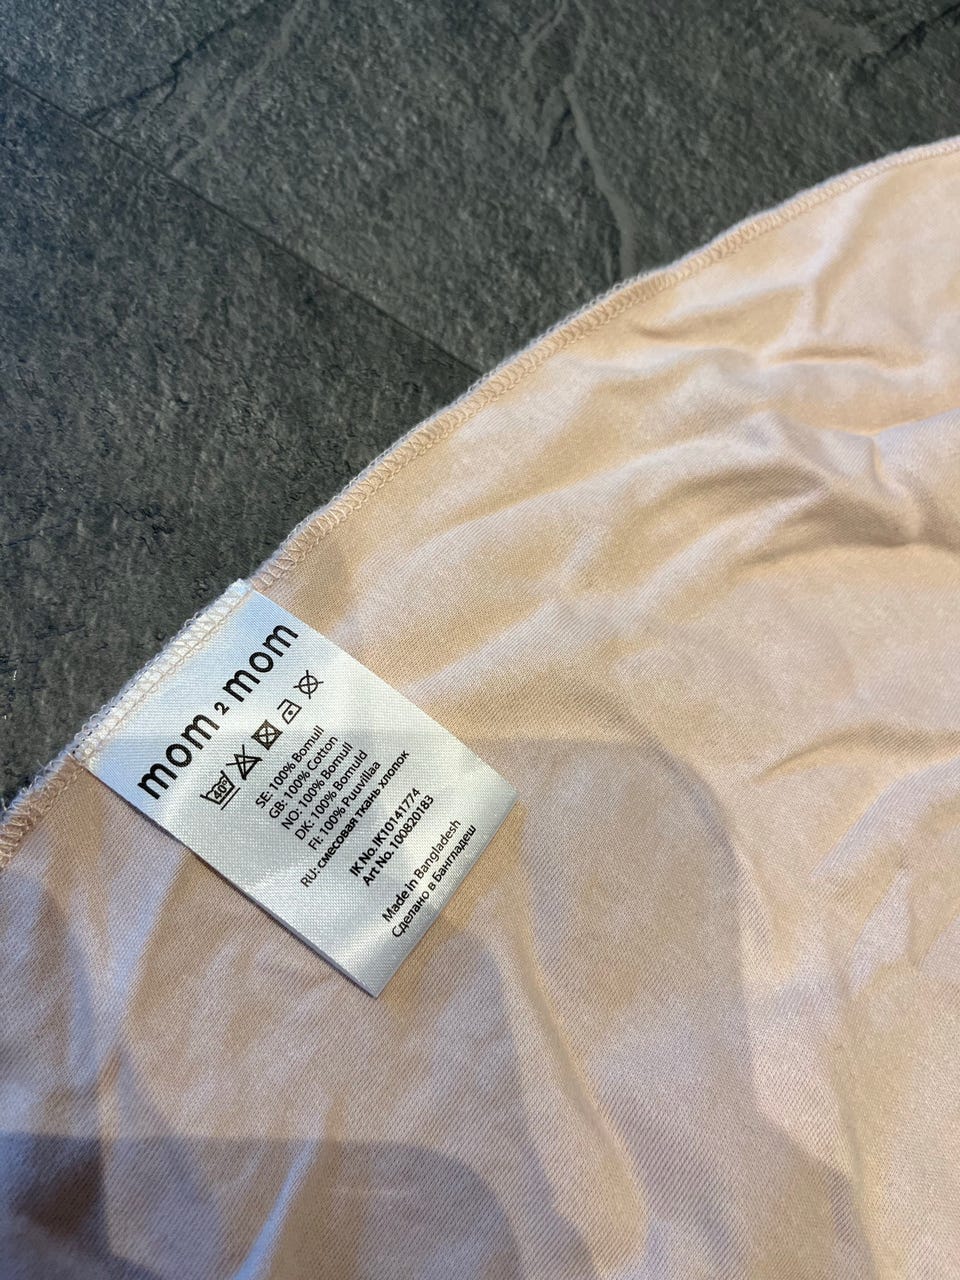 mom 2 mom
40°
SE: 100% Bomull
GB: 100% Cotton
NO: 100% Bomull
DK: 100% Bomuld
FI: 100% Puuvillaa
RU: смесовая ткань хлопок
IK No. IK10141774
Art No. 100820183
Made in Bangladesh
Сделано в Бангладеш